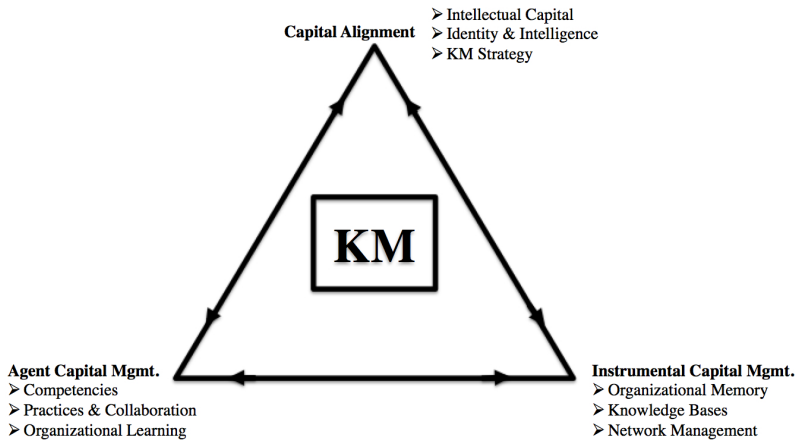 Capital Alignment
➢ Intellectual Capital
➢ Identity & Intelligence
➢ KM Strategy
KM
Agent Capital Mgmt.
➢ Competencies
➢ Practices & Collaboration
➢ Organizational Learning
Instrumental Capital Mgmt.
➢ Organizational Memory
➢ Knowledge Bases
➢ Network Management